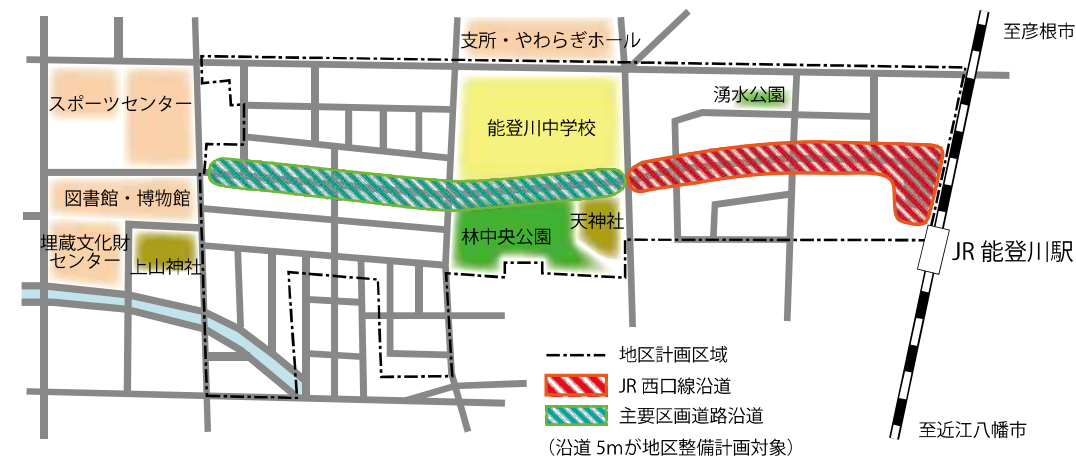 至彦根市
支所・やわらぎホール
スポーツセンター
湧水公園
能登川中学校
図書館・博物館
天神社
林中央公園
埋蔵文化財
センター
上山神社
JR 能登川駅
地区計画区域
JR 西口線沿道
主要区画道路沿道
（沿道 5mが地区整備計画対象）
至近江八幡市